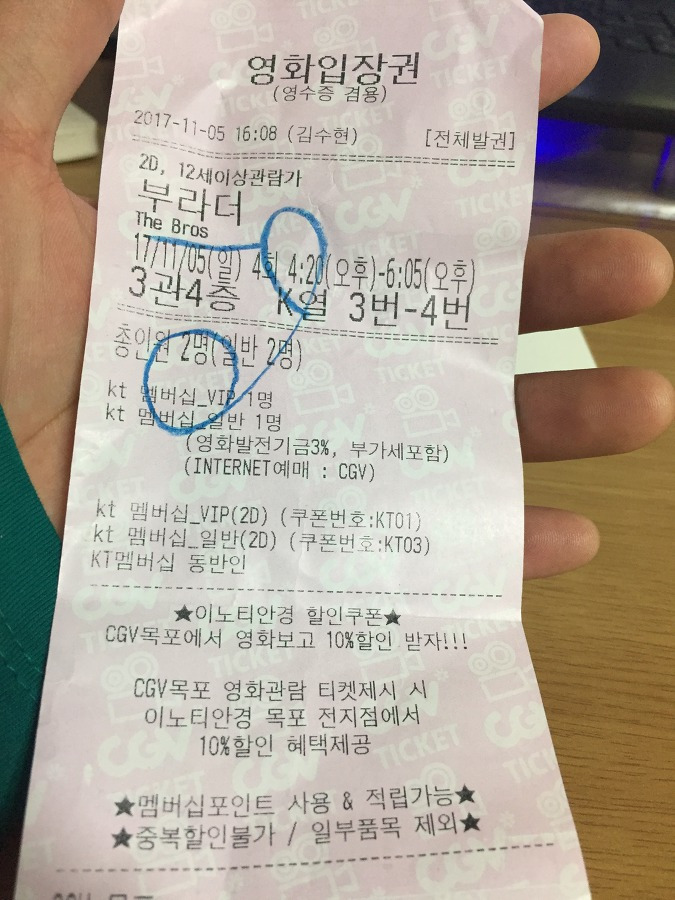 영화입장권
(영수증 겸용)
2017-11-05 16:08 (김수현) [전체발권]
2D, 12세이상관람가
부라더
The Bros
17/11/05(일) 4회 4:20(오후)-6:05(오후)
3관4층 K열 3번-4번
총인원 2명(일반 2명)
kt 멤버십_VIP 1명
kt 멤버십_일반 1명
(영화발전기금3%, 부가세포함)
(INTERNET예매 : CGV)
kt 멤버십_VIP(2D) (쿠폰번호:KT01)
kt 멤버십_일반(2D) (쿠폰번호:KT03)
KT멤버십 동반인
★이노티안경 할인쿠폰★
CGV목포에서 영화보고 10%할인 받자!!!
CGV목포 영화관람 티켓제시 시
이노티안경 목포 전지점에서
10%할인 혜택제공
★멤버십포인트 사용 & 적립가능★
★중복할인불가 / 일부품목 제외★